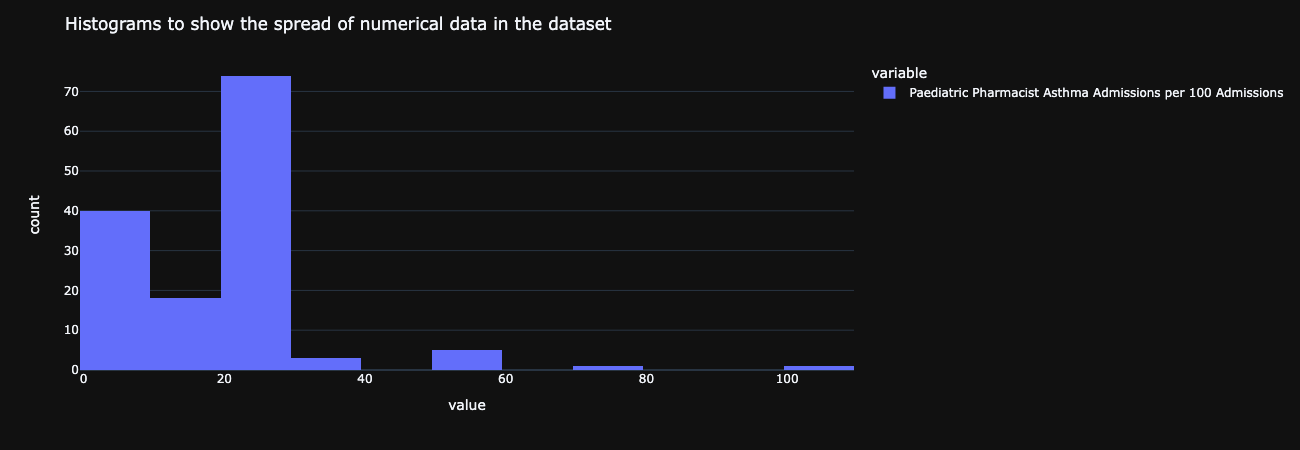 Histograms to show the spread of numerical data in the dataset
variable
Paediatric Pharmacist Asthma Admissions per 100 Admissions
70
60
50
40
30
20
10
0
count
0 20 40 60 80 100
value